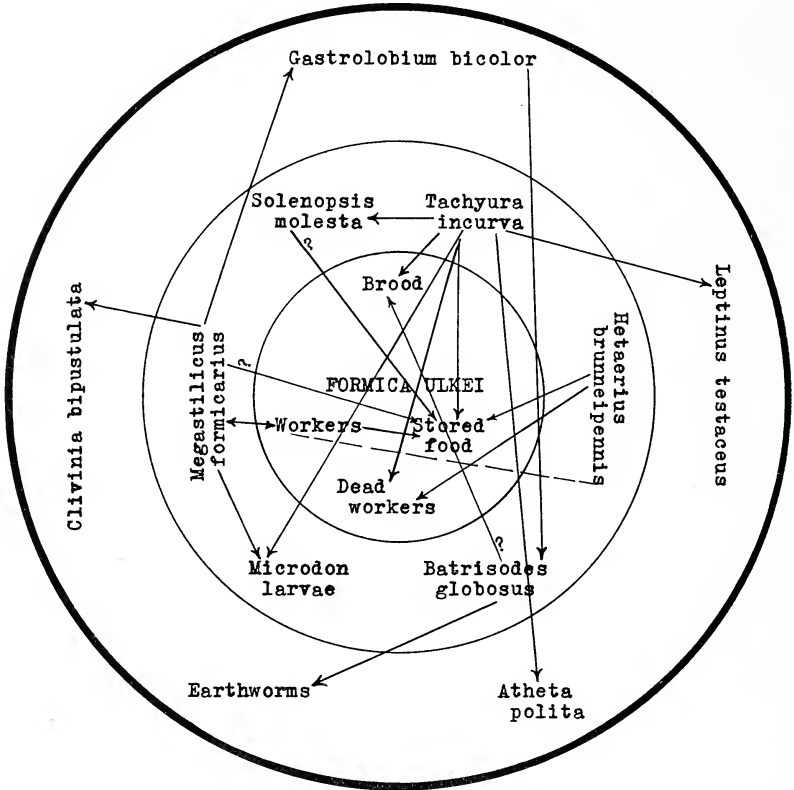 Gastrolobium bicolor
Solenopsis
molesta
Tachyura
incurva
?
Brood
Clivinia bipustulata
Megastilicus
formicarius
?
FORMICA ULKEI
Hetaerius
brunneipennis
Leptinus testaceus
Workers
Stored
food
Dead
workers
?
Microdon
larvae
Batrisodes
globosus
Earthworms
Atheta
polita